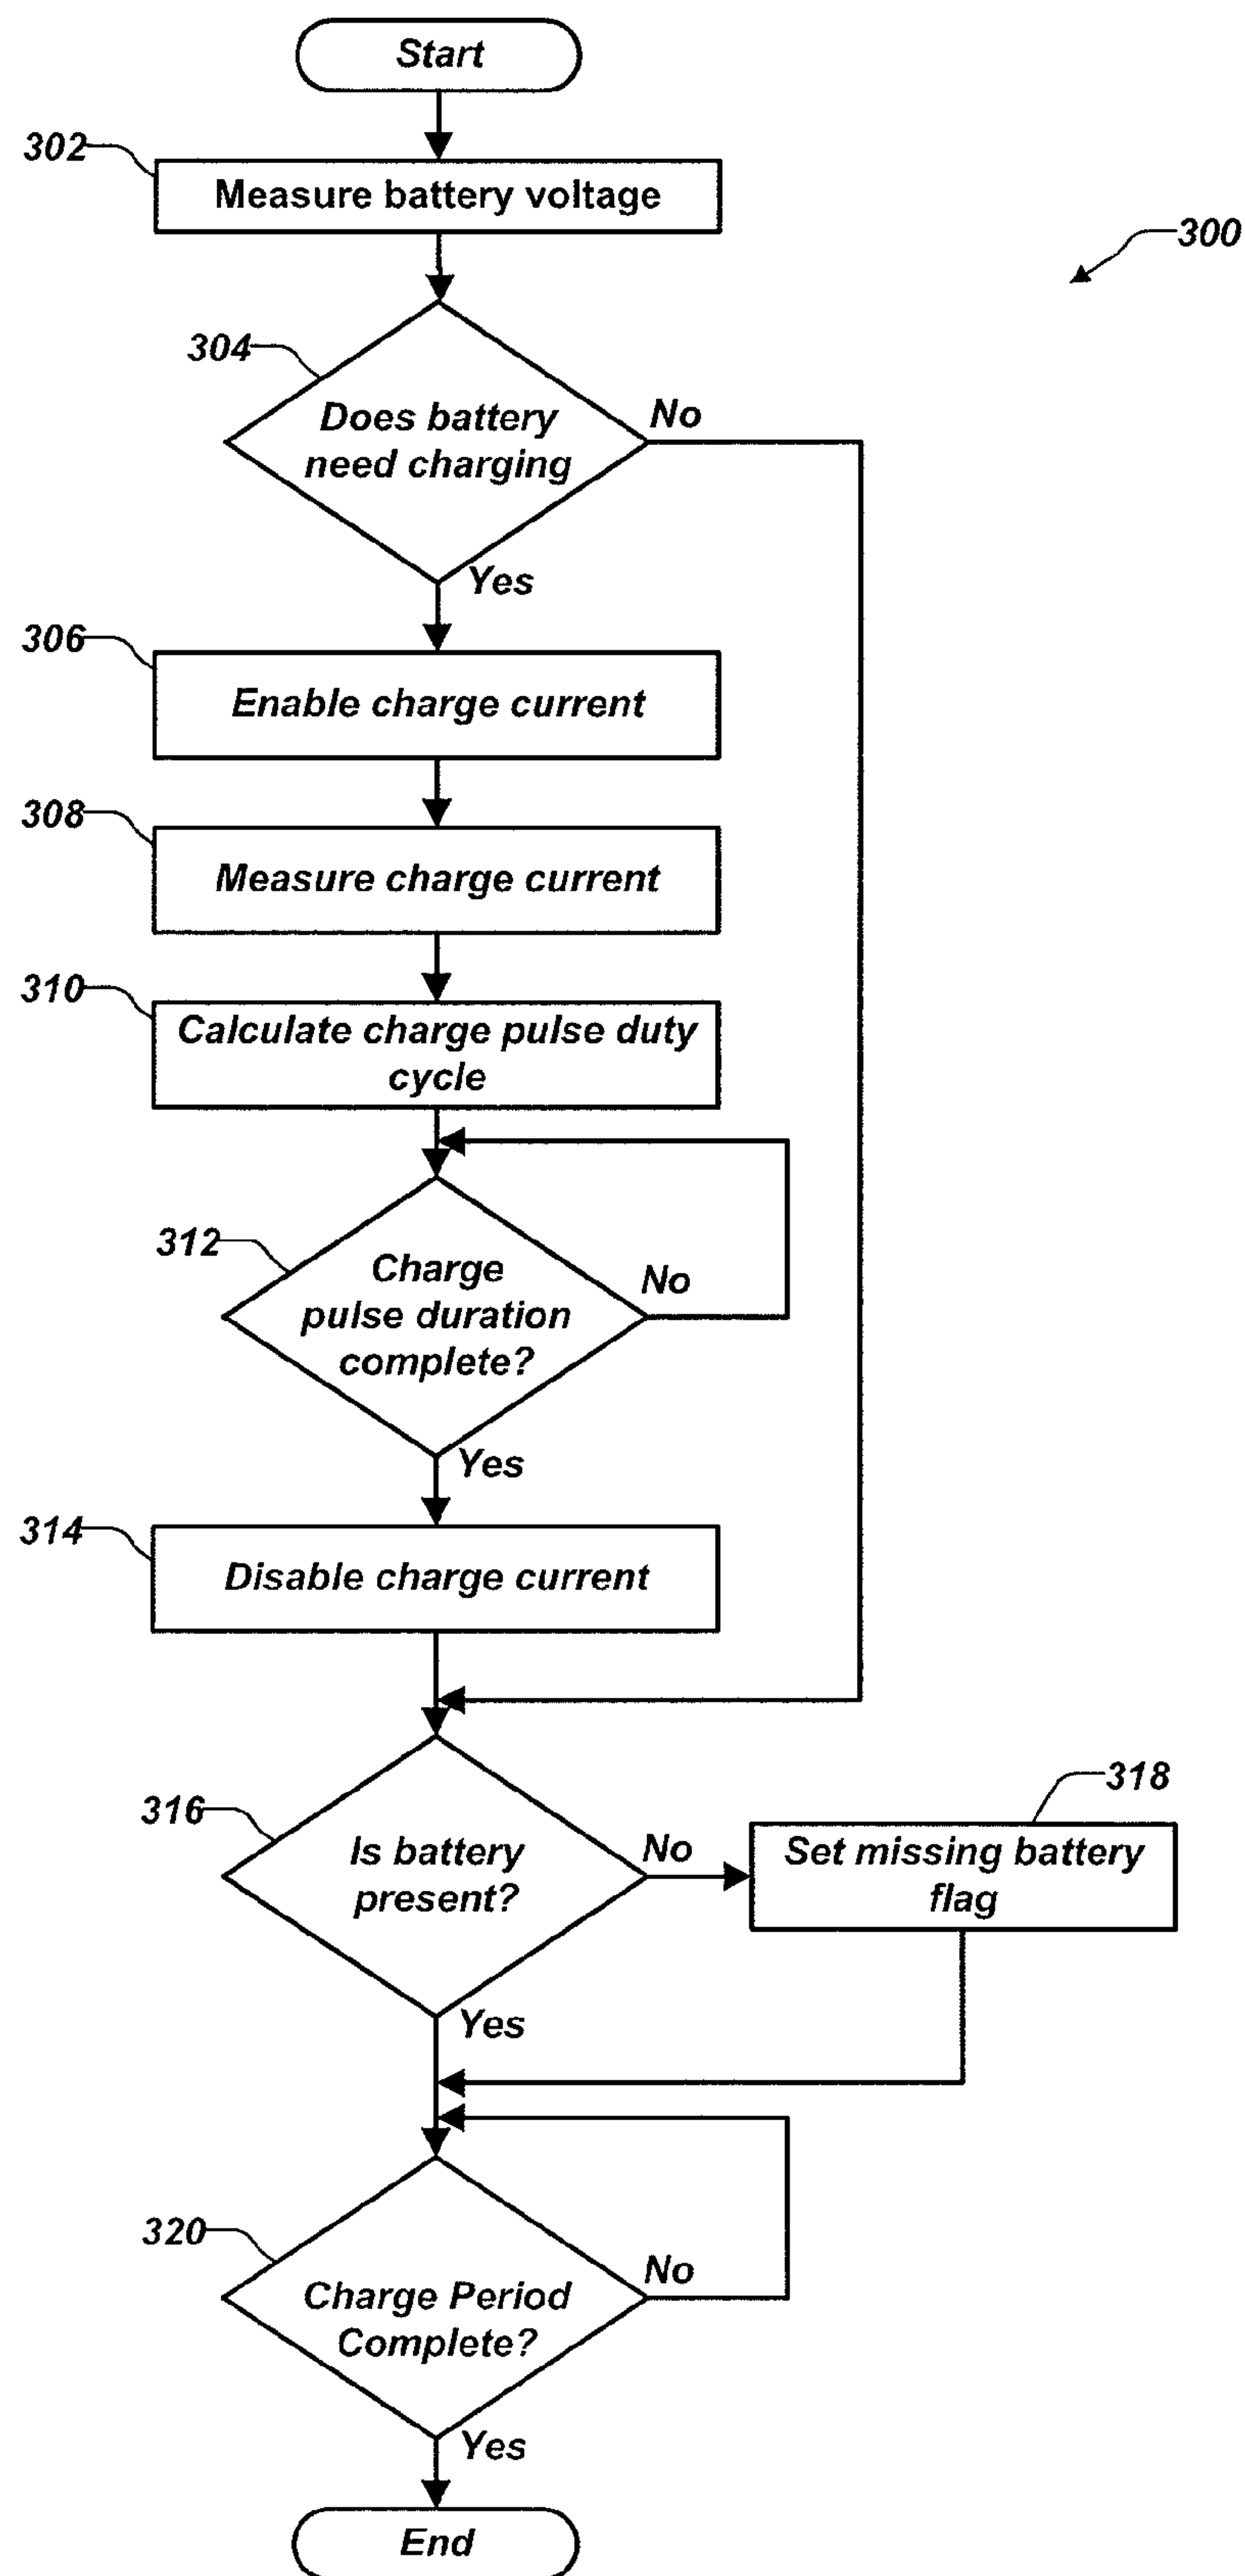 Start
302
Measure battery voltage
300
304
Does battery
need charging
No
Yes
306
Enable charge current
308
Measure charge current
310
Calculate charge pulse duty
cycle
312
Charge
pulse duration
complete?
No
Yes
314
Disable charge current
316
Is battery
present?
No
318
Set missing battery
flag
Yes
320
Charge Period
Complete?
No
Yes
End